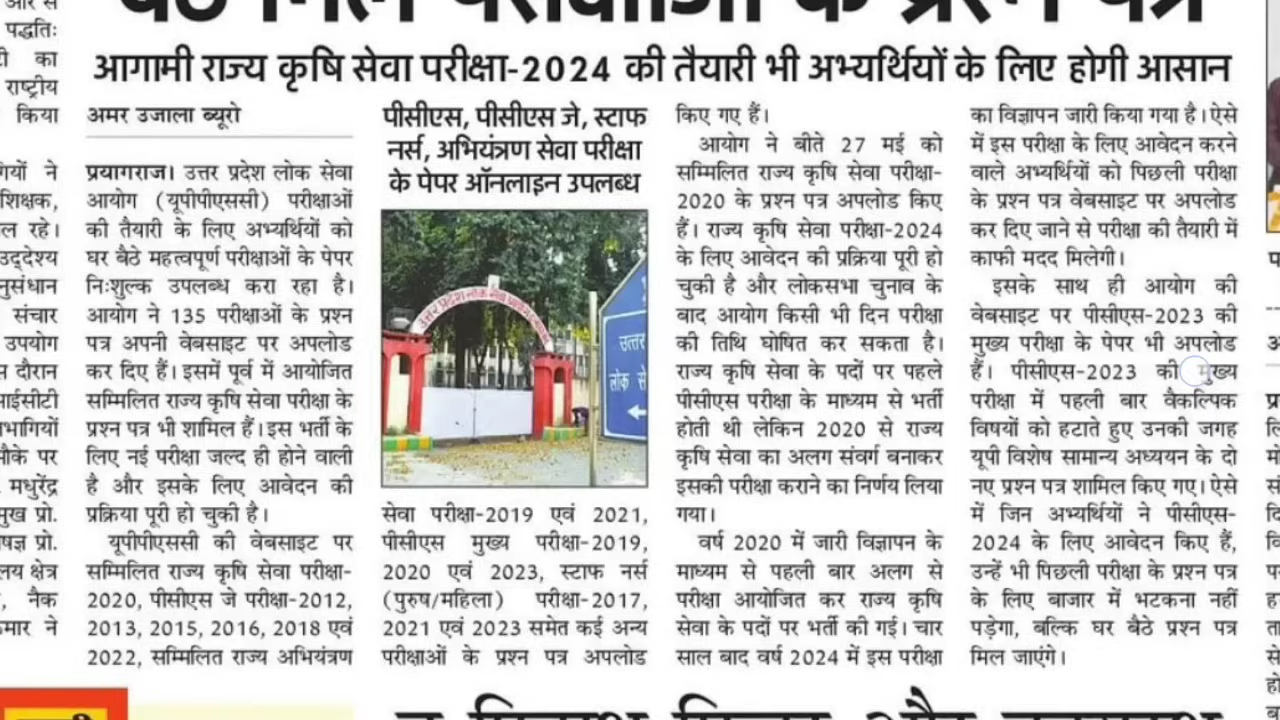 आगामी राज्य कृषि सेवा परीक्षा-2024 की तैयारी भी अभ्यर्थियों के लिए होगी आसान
अमर उजाला ब्यूरो
प्रयागराज। उत्तर प्रदेश लोक सेवा
आयोग (यूपीपीएससी) परीक्षाओं
की तैयारी के लिए अभ्यर्थियों को
घर बैठे महत्वपूर्ण परीक्षाओं के पेपर
निःशुल्क उपलब्ध करा रहा है।
आयोग ने 135 परीक्षाओं के प्रश्न
पत्र अपनी वेबसाइट पर अपलोड
कर दिए हैं। इसमें पूर्व में आयोजित
सम्मिलित राज्य कृषि सेवा परीक्षा के
प्रश्न पत्र भी शामिल हैं। इस भर्ती के
लिए नई परीक्षा जल्द ही होने वाली
है और इसके लिए आवेदन की
प्रक्रिया पूरी हो चुकी है।
यूपीपीएससी की वेबसाइट पर
सम्मिलित राज्य कृषि सेवा परीक्षा-
2020, पीसीएस जे परीक्षा-2012,
2013, 2015, 2016, 2018 एवं
2022, सम्मिलित राज्य अभियंत्रण
पीसीएस, पीसीएस जे, स्टाफ
नर्स, अभियंत्रण सेवा परीक्षा
के पेपर ऑनलाइन उपलब्ध
उत्तर प्रदेश लोक सेवा आयोग
उत्तर
लोक से
सेवा परीक्षा-2019 एवं 2021,
पीसीएस मुख्य परीक्षा-2019,
2020 एवं 2023, स्टाफ नर्स
(पुरुष/महिला) परीक्षा-2017,
2021 एवं 2023 समेत कई अन्य
परीक्षाओं के प्रश्न पत्र अपलोड
किए गए हैं।
आयोग ने बीते 27 मई को
सम्मिलित राज्य कृषि सेवा परीक्षा-
2020 के प्रश्न पत्र अपलोड किए
हैं। राज्य कृषि सेवा परीक्षा-2024
के लिए आवेदन की प्रक्रिया पूरी हो
चुकी है और लोकसभा चुनाव के
बाद आयोग किसी भी दिन परीक्षा
की तिथि घोषित कर सकता है।
राज्य कृषि सेवा के पदों पर पहले
पीसीएस परीक्षा के माध्यम से भर्ती
होती थी लेकिन 2020 से राज्य
कृषि सेवा का अलग संवर्ग बनाकर
इसकी परीक्षा कराने का निर्णय लिया
गया।
वर्ष 2020 में जारी विज्ञापन के
माध्यम से पहली बार अलग से
परीक्षा आयोजित कर राज्य कृषि
सेवा के पदों पर भर्ती की गई। चार
साल बाद वर्ष 2024 में इस परीक्षा
का विज्ञापन जारी किया गया है। ऐसे
में इस परीक्षा के लिए आवेदन करने
वाले अभ्यर्थियों को पिछली परीक्षा
के प्रश्न पत्र वेबसाइट पर अपलोड
कर दिए जाने से परीक्षा की तैयारी में
काफी मदद मिलेगी।
इसके साथ ही आयोग की
वेबसाइट पर पीसीएस-2023 की
मुख्य परीक्षा के पेपर भी अपलोड
हैं। पीसीएस-2023 की मुख्य
परीक्षा में पहली बार वैकल्पिक
विषयों को हटाते हुए उनकी जगह
यूपी विशेष सामान्य अध्ययन के दो
नए प्रश्न पत्र शामिल किए गए। ऐसे
में जिन अभ्यर्थियों ने पीसीएस-
2024 के लिए आवेदन किए हैं,
उन्हें भी पिछली परीक्षा के प्रश्न पत्र
के लिए बाजार में भटकना नहीं
पड़ेगा, बल्कि घर बैठे प्रश्न पत्र
मिल जाएंगे।